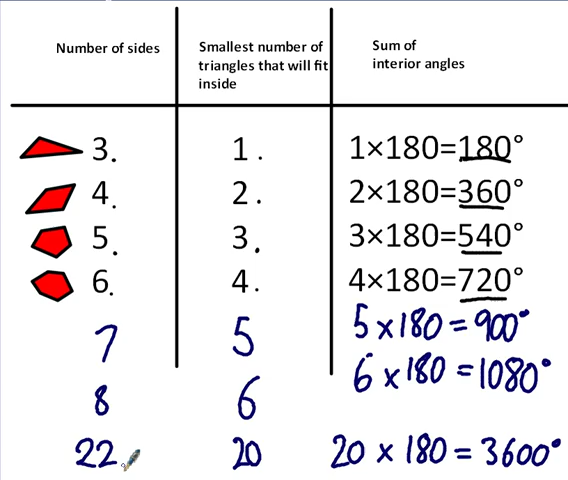 Number of sides
Smallest number of
triangles that will fit
inside
Sum of
interior angles
3. 1. 1×180=180°
4. 2. 2×180=360°
5. 3. 3×180=540°
6. 4. 4×180=720°
7 5 5×180=900°
8 6 6×180=1080°
22 20 20×180=3600°